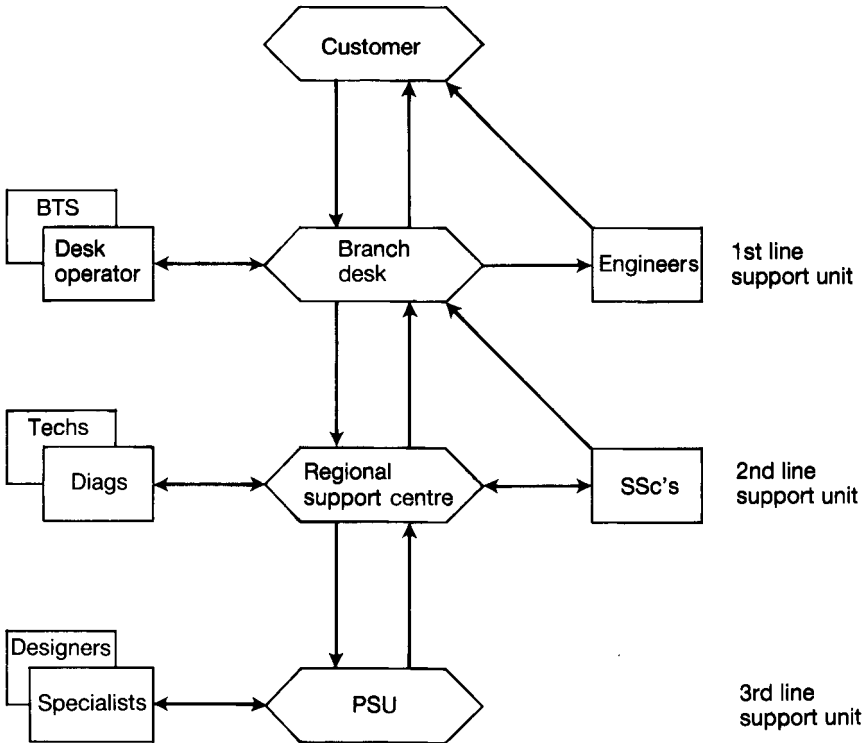 Customer
BTS
Desk
operator
Branch
desk
Engineers
1st line
support unit
Techs
Diags
Regional
support centre
SSc's
2nd line
support unit
Designers
Specialists
PSU
3rd line
support unit